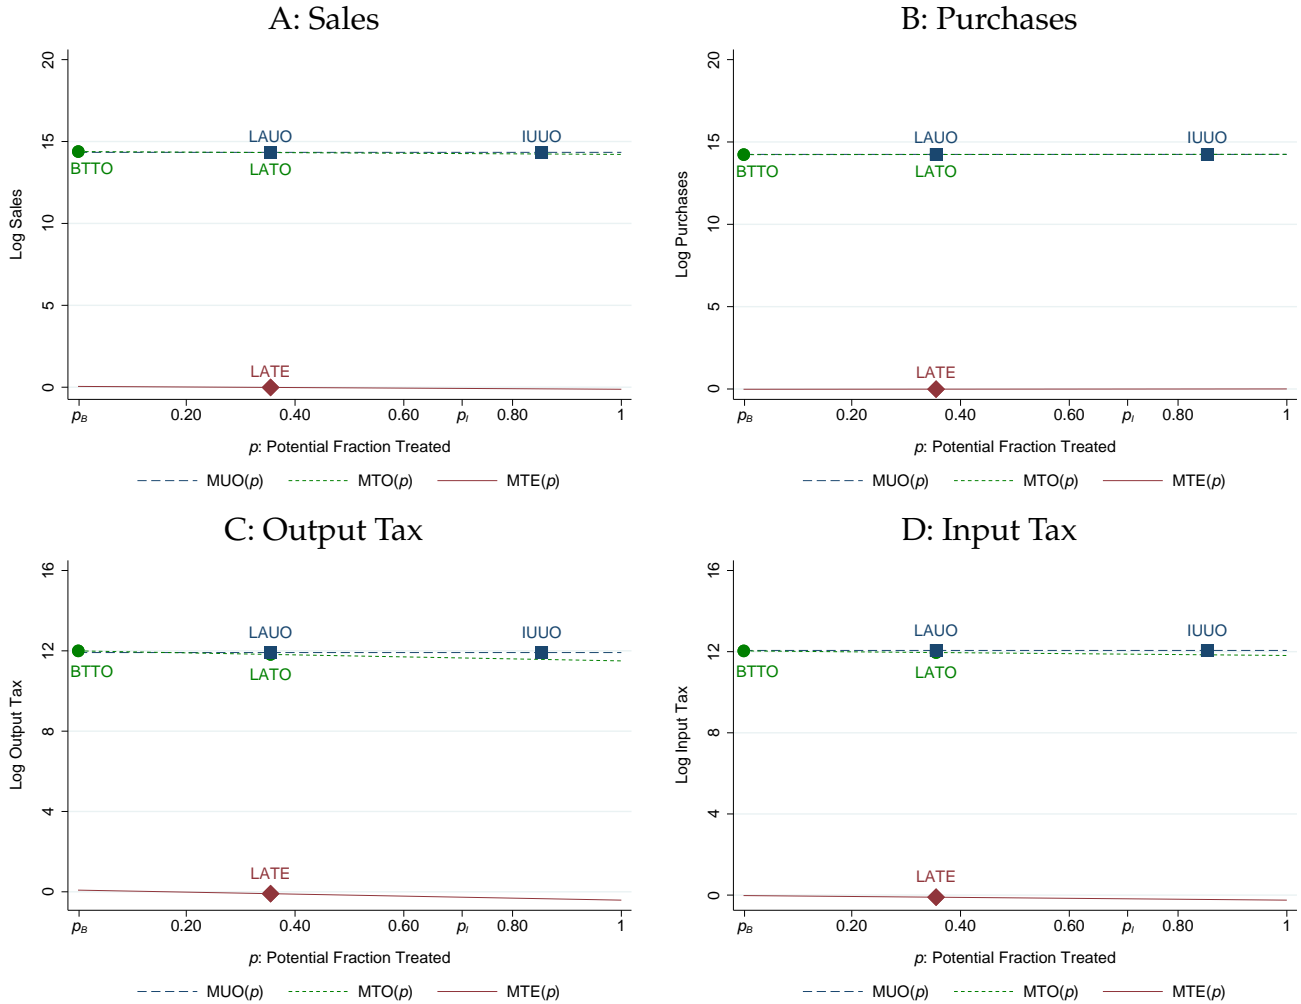 A: Sales
20
15
10
5
0
Log Sales
LAUO
IUUO
BTTO
LATO
LATE
p_B
0.20
0.40
0.60
p_I
0.80
1
p: Potential Fraction Treated
MUO(p)
MTO(p)
MTE(p)
B: Purchases
20
15
10
5
0
Log Purchases
LAUO
IUUO
BTTO
LATO
LATE
p_B
0.20
0.40
0.60
p_I
0.80
1
p: Potential Fraction Treated
MUO(p)
MTO(p)
MTE(p)
C: Output Tax
16
12
8
4
0
Log Output Tax
LAUO
IUUO
BTTO
LATO
LATE
p_B
0.20
0.40
0.60
p_I
0.80
1
p: Potential Fraction Treated
MUO(p)
MTO(p)
MTE(p)
D: Input Tax
16
12
8
4
0
Log Input Tax
LAUO
IUUO
BTTO
LATO
LATE
p_B
0.20
0.40
0.60
p_I
0.80
1
p: Potential Fraction Treated
MUO(p)
MTO(p)
MTE(p)